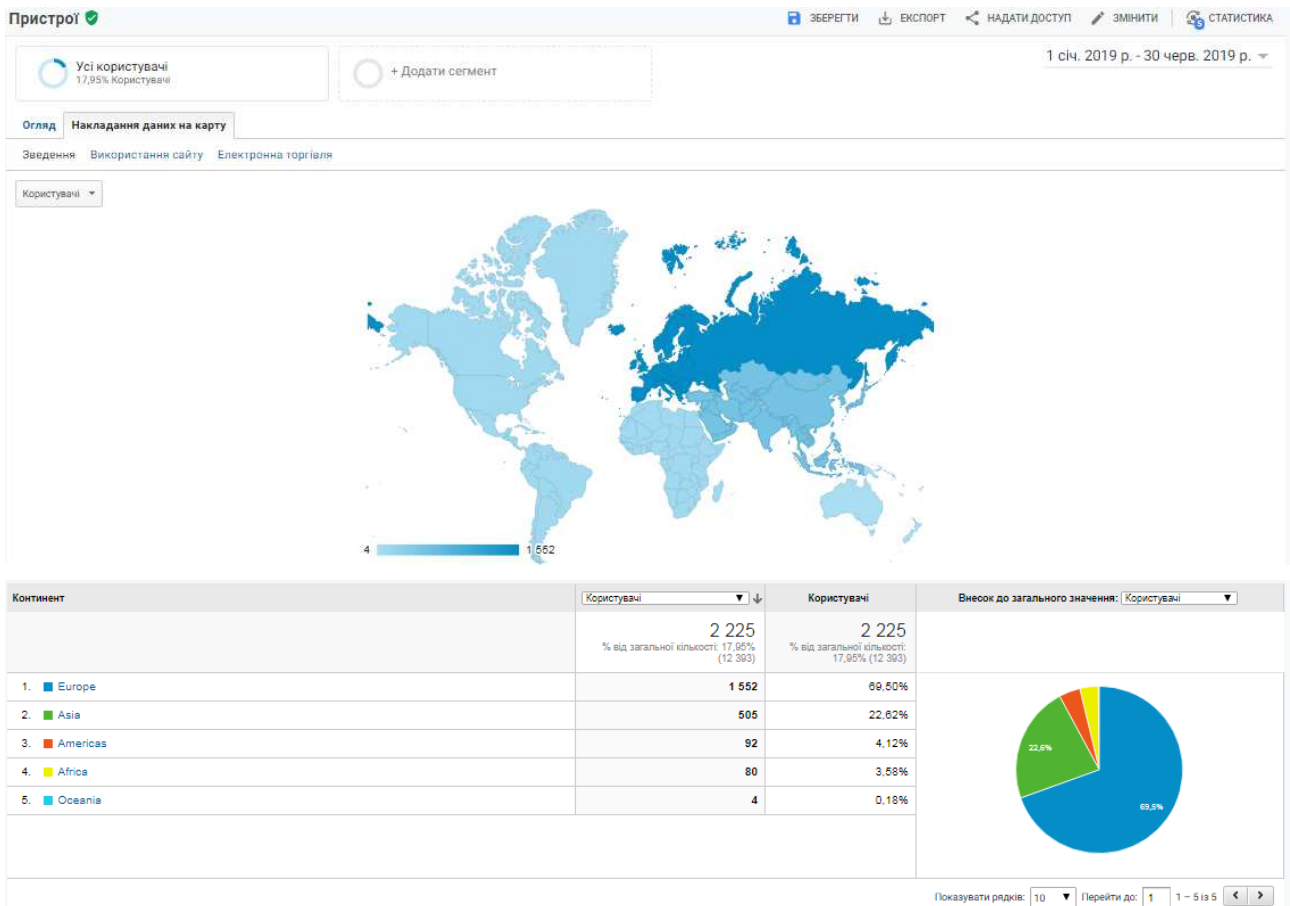 Пристрої
ЗБЕРЕГТИ ЕКСПОРТ НАДАТИ ДОСТУП ЗМІНИТИ 5 СТАТИСТИКА
Усі користувачі
17,95% Користувачі
+ Додати сегмент
1 січ. 2019 р. - 30 черв. 2019 р.
Огляд Накладання даних на карту
Зведення Використання сайту Електронна торгівля
Користувачі
4 1 552
Континент Користувачі Користувачі Внесок до загального значення: Користувачі
2 225 2 225
% від загальної кількості: 17,95% % від загальної кількості:
(12 393) 17,95% (12 393)
1. Europe 1 552 69,50%
2. Asia 505 22,62%
3. Americas 92 4,12%
4. Africa 80 3,58%
5. Oceania 4 0,18%
22,6%
69,5%
Показувати рядків: 10 Перейти до: 1 1 – 5 із 5